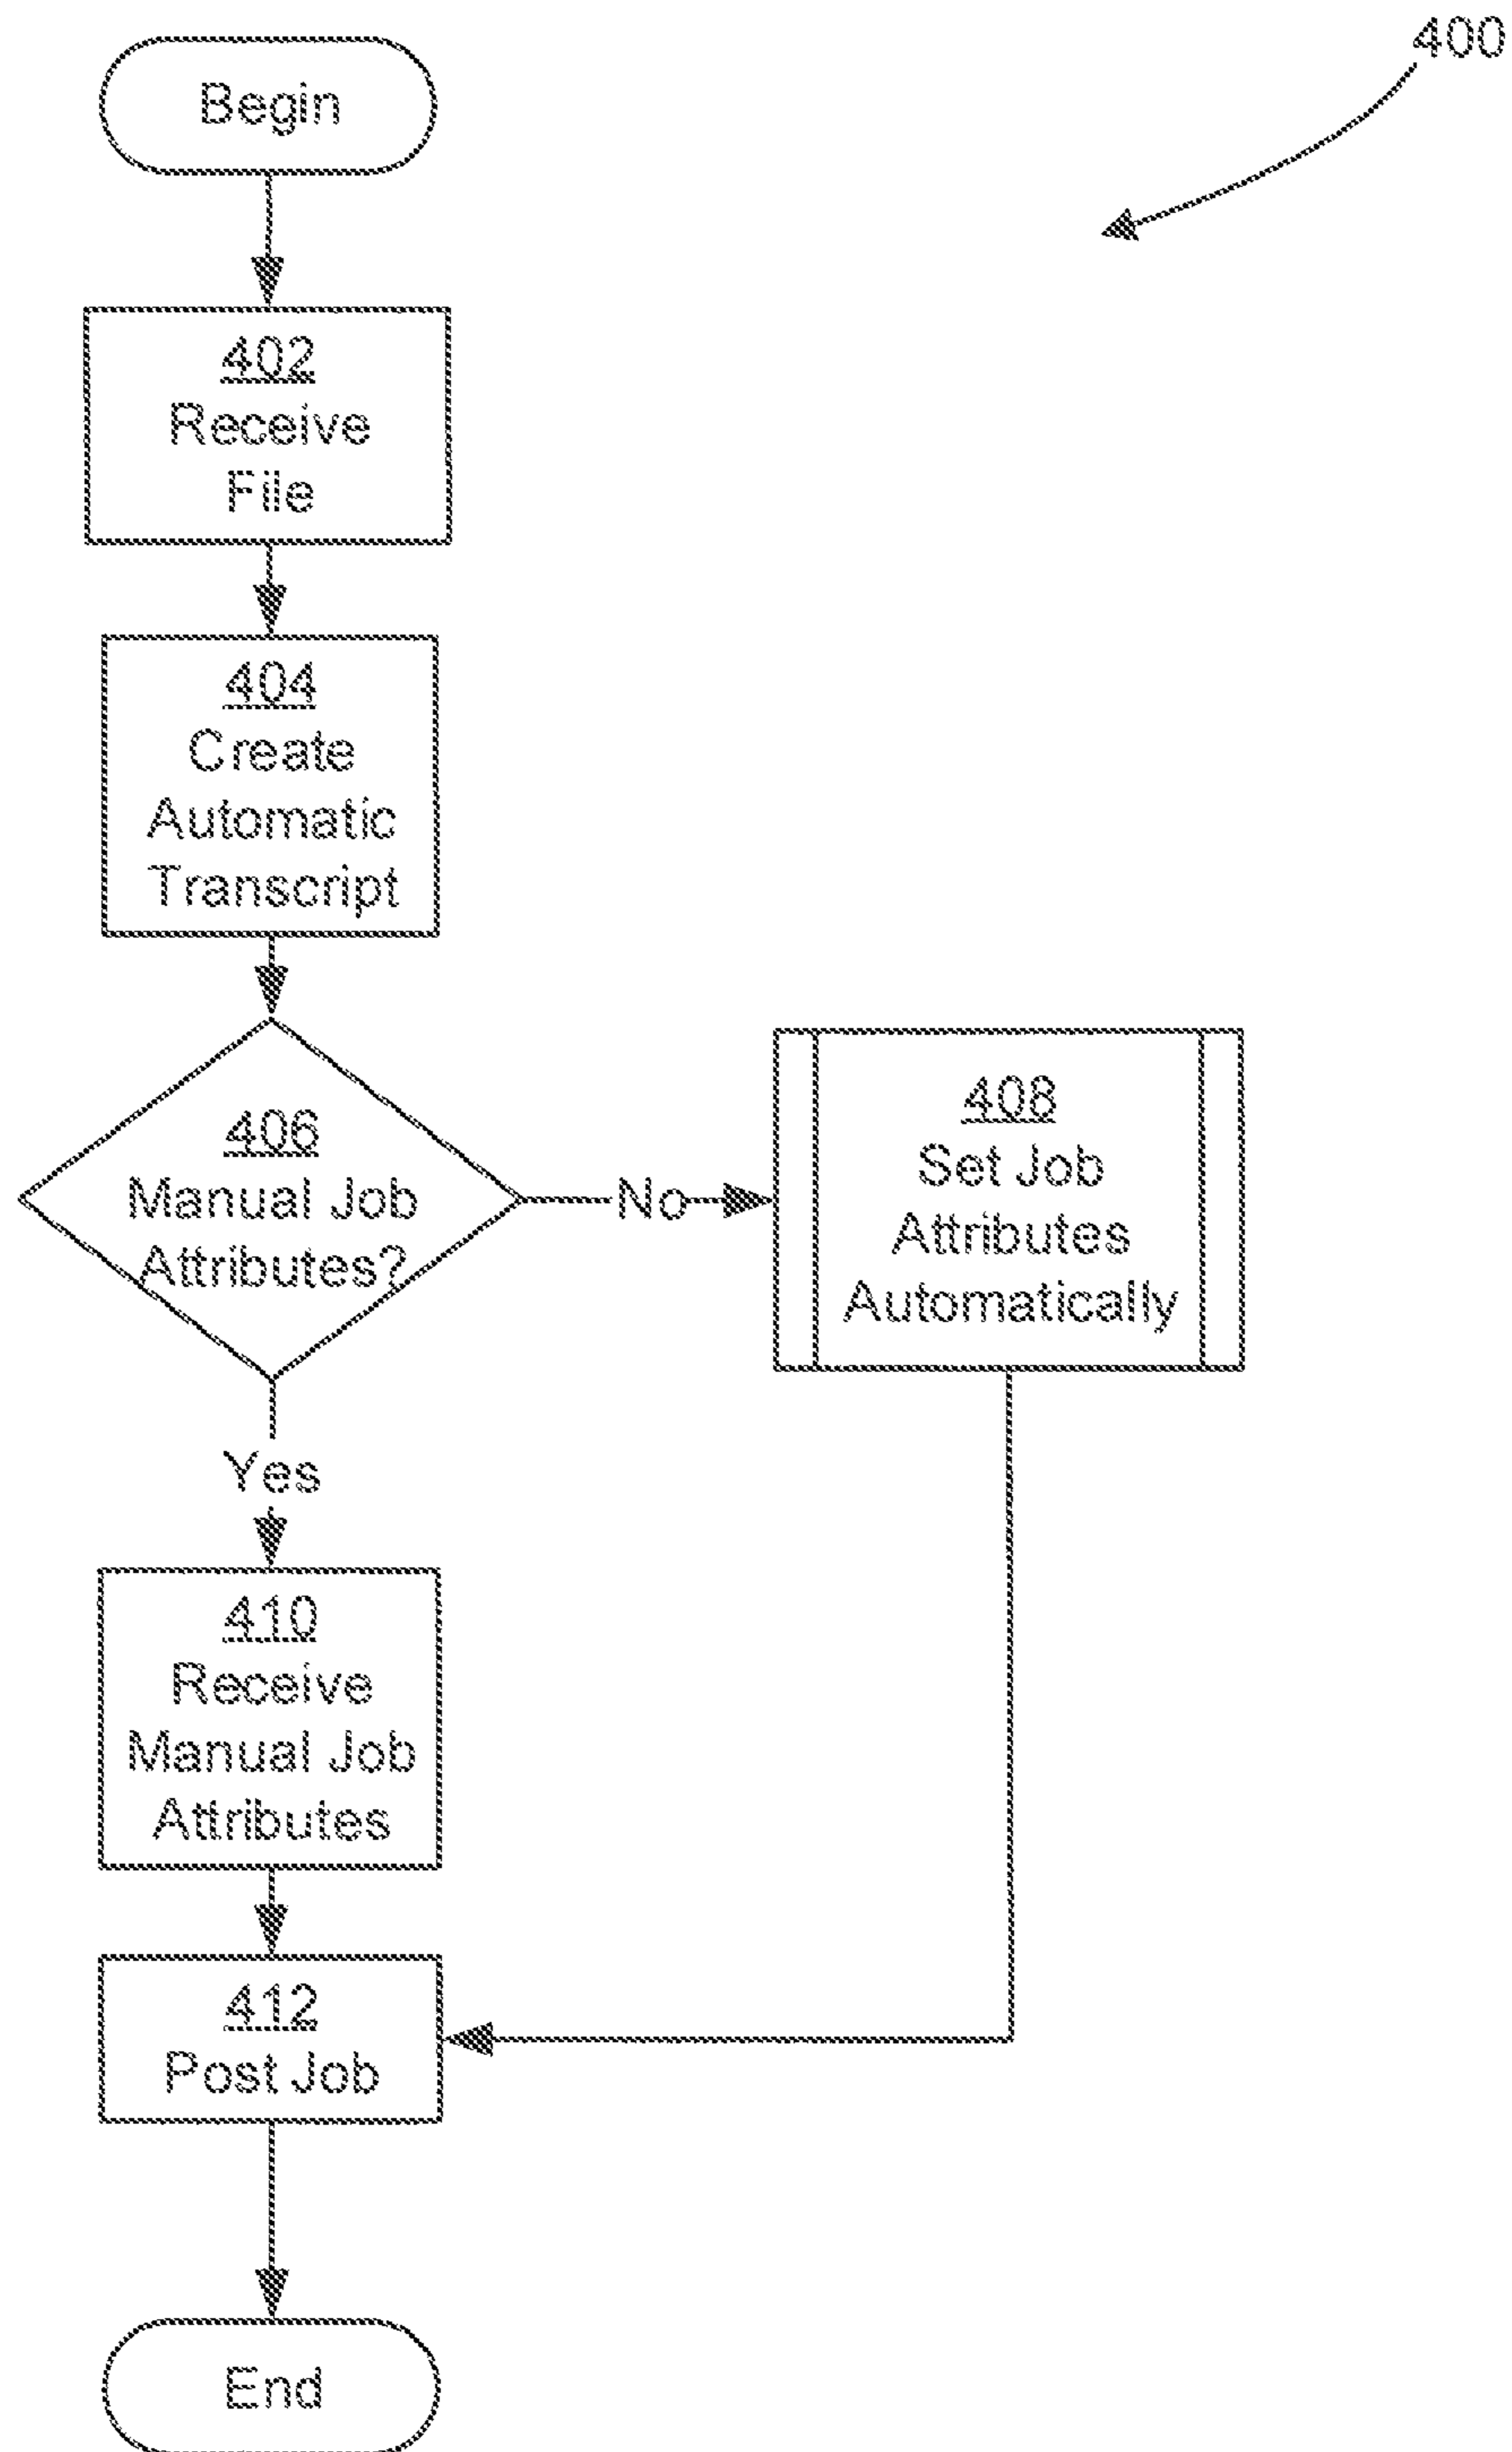 400
Begin
402
Receive
File
404
Create
Automatic
Transcript
406
Manual Job
Attributes?
No
408
Set Job
Attributes
Automatically
Yes
410
Receive
Manual Job
Attributes
412
Post Job
End